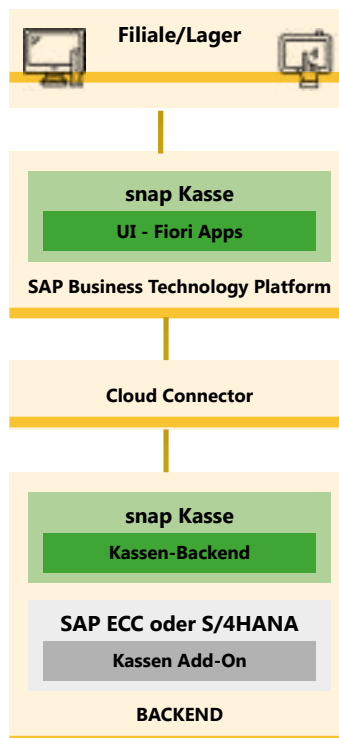 Filiale/Lager
snap Kasse
UI - Fiori Apps
SAP Business Technology Platform
Cloud Connector
snap Kasse
Kassen-Backend
SAP ECC oder S/4HANA
Kassen Add-On
BACKEND